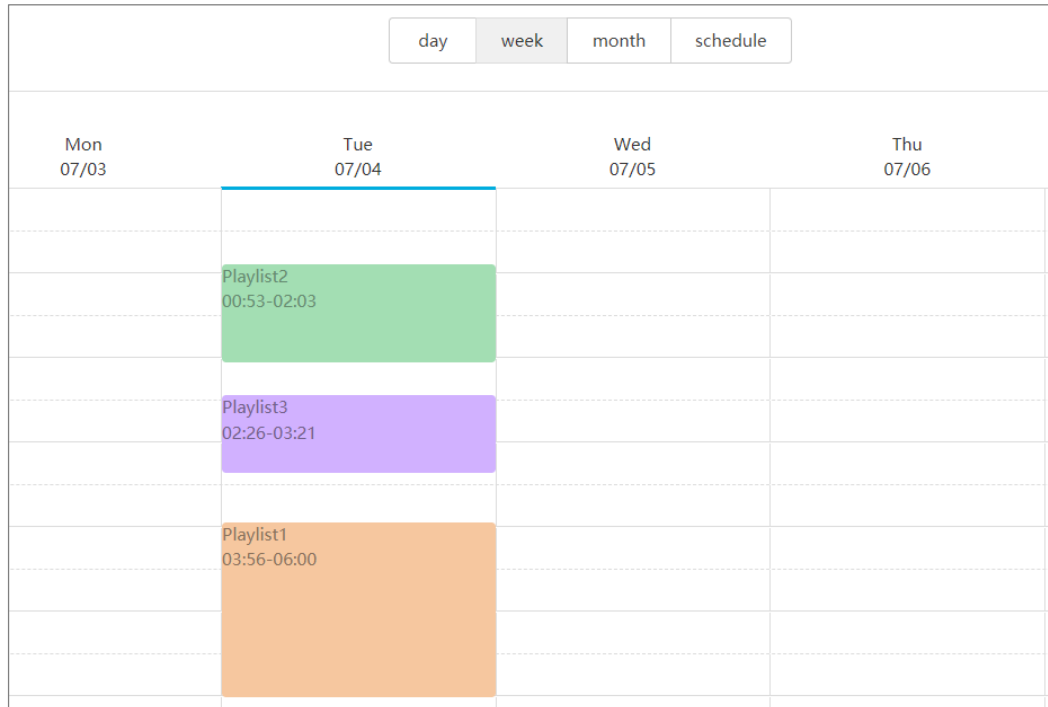 day week month schedule
Mon Tue Wed Thu
07/03 07/04 07/05 07/06
Playlist2
00:53-02:03
Playlist3
02:26-03:21
Playlist1
03:56-06:00